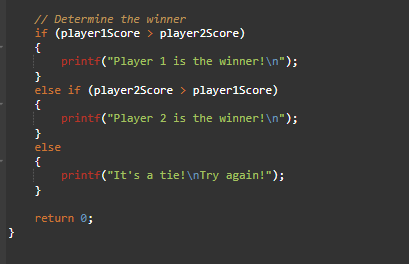 // Determine the winner
if (player1Score > player2Score)
{
printf("Player 1 is the winner!\n");
}
else if (player2Score > player1Score)
{
printf("Player 2 is the winner!\n");
}
else
{
printf("It's a tie!\nTry again!");
}
return 0;
}